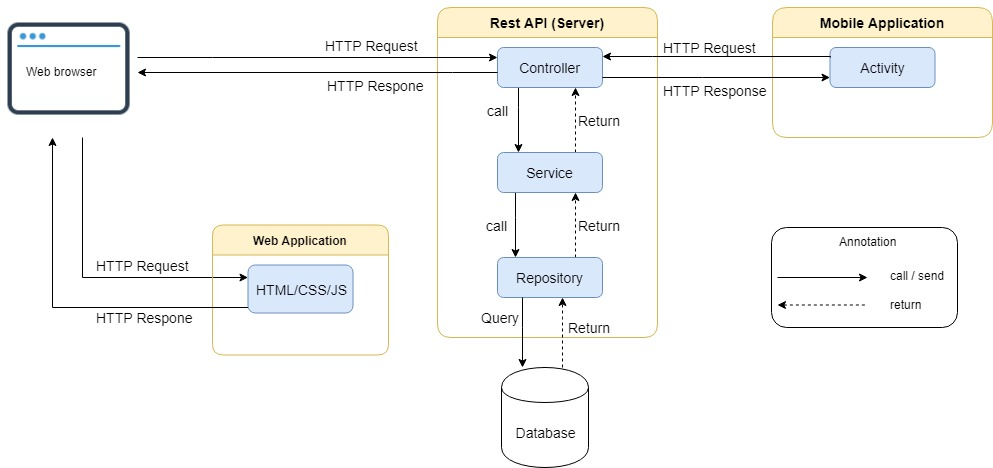 Rest API (Server)
Mobile Application
HTTP Request
HTTP Request
Web browser
Controller
Activity
HTTP Respone
HTTP Response
call
Return
Service
call
Return
Web Application
Annotation
HTTP Request
HTML/CSS/JS
Repository
call / send
return
HTTP Respone
Query
Return
Database